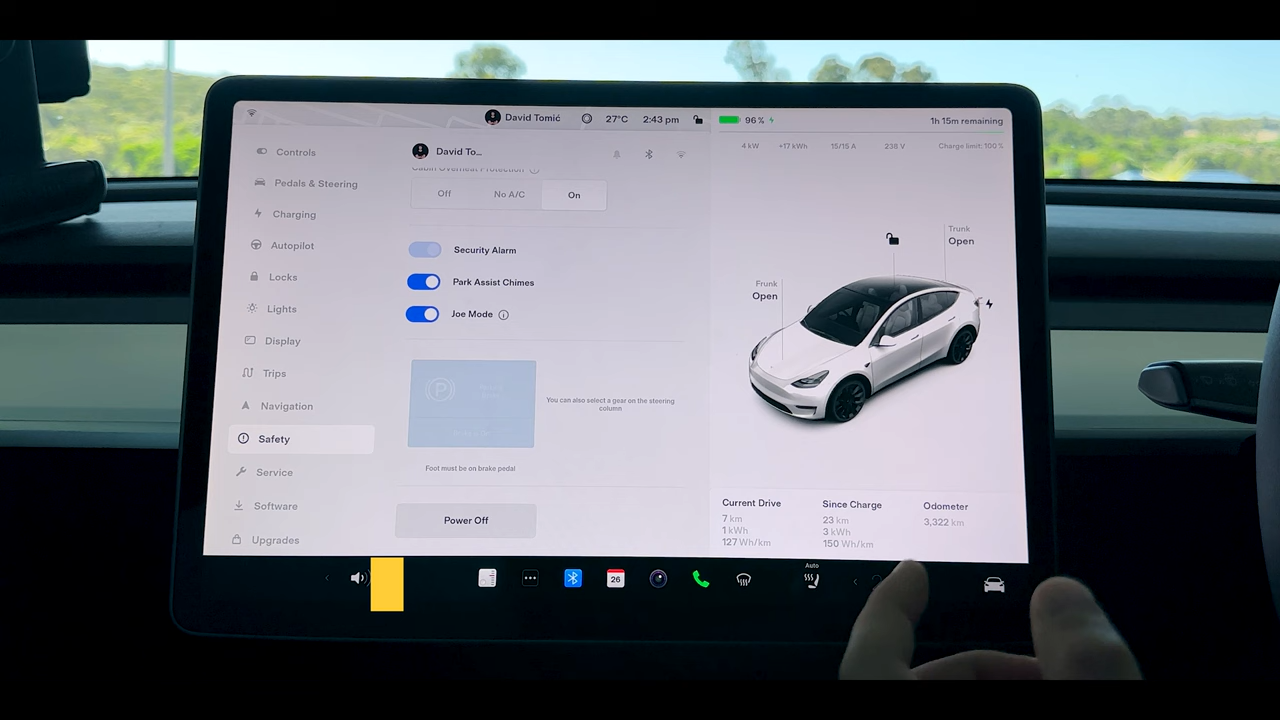 David Tomić 27°C 2:43 pm
96 % 1h 15m remaining
4 kW +17 kWh 15/15 A 238 V Charge limit: 100 %
Controls
Pedals & Steering
Charging
Autopilot
Locks
Lights
Display
Trips
Navigation
Safety
Service
Software
Upgrades
David To...
Cabin Overheat Protection
Off No A/C On
Security Alarm
Park Assist Chimes
Joe Mode
P
You can also select a gear on the steering
column
Foot must be on brake pedal
Power Off
Trunk
Open
Frunk
Open
Current Drive
7 km
1 kWh
127 Wh/km
Since Charge
23 km
3 kWh
150 Wh/km
Odometer
3,322 km
26
Auto